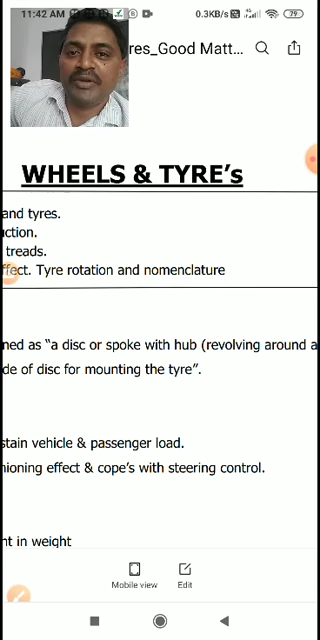 11:42 AM
0.3KB/s
4G
79
res_Good Matt...
WHEELS & TYRE’s
and tyres.
uction.
treads.
ffect. Tyre rotation and nomenclature
ned as “a disc or spoke with hub (revolving around a
de of disc for mounting the tyre”.
stain vehicle & passenger load.
hioning effect & cope’s with steering control.
nt in weight
Mobile view
Edit